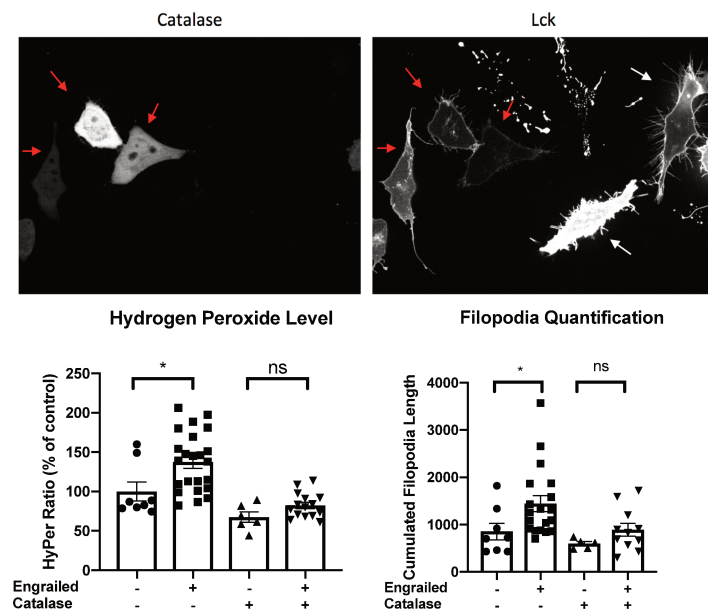 Catalase
Lck
Hydrogen Peroxide Level
HyPer Ratio (% of control)
250
200
150
100
50
0
*
ns
Engrailed - + - +
Catalase - - + +
Filopodia Quantification
Cumulated Filopodia Length
4000
3000
2000
1000
0
*
ns
Engrailed - + - +
Catalase - - + +